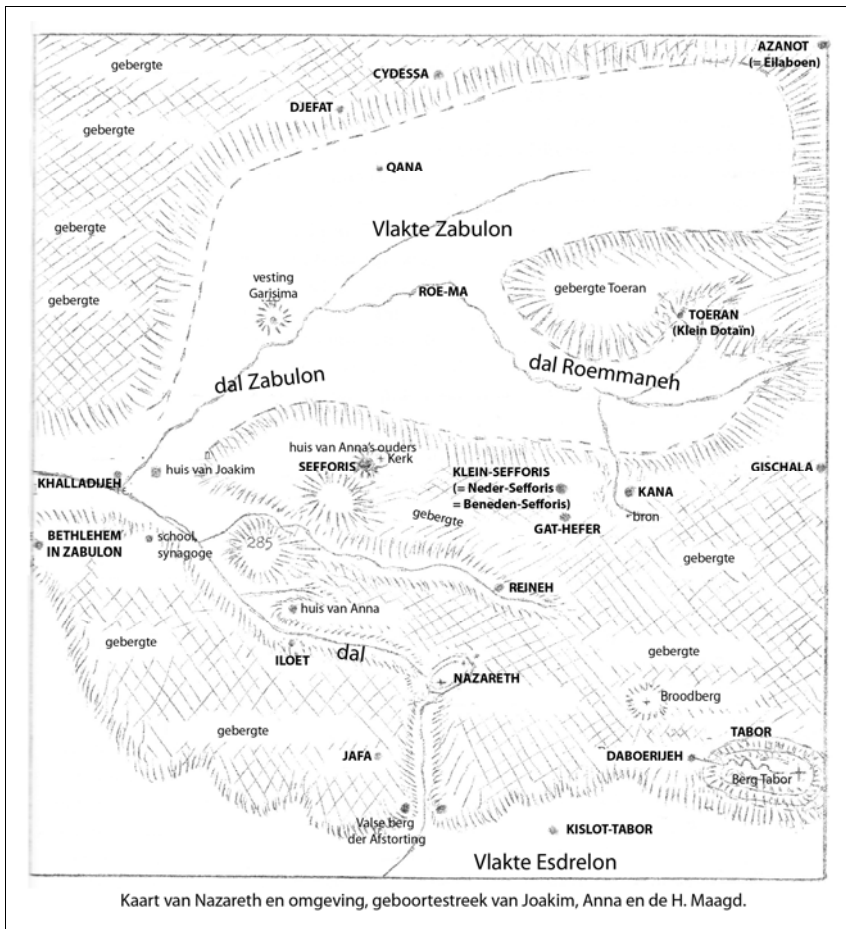 AZANOT
(= Eilaboen)
gebergte
CYDESSA
DJEFAT
gebergte
QANA
gebergte
Vlakte Zabulon
vesting
Garisima
gebergte
ROE-MA
gebergte Toeran
TOERAN
(Klein Dotaïn)
dal Zabulon
dal Roemmaneh
huis van Anna's ouders
Kerk
SEFFORIS
huis van Joakim
KHALLADIJEH
KLEIN-SEFFORIS
(= Neder-Sefforis
= Beneden-Sefforis)
GISCHALA
KANA
gebergte
bron
GAT-HEFER
BETHLEHEM
IN ZABULON
school,
synagoge
285
gebergte
REINEH
huis van Anna
gebergte
ILOET
dal
gebergte
NAZARETH
Broodberg
gebergte
TABOR
JAFA
DABOERIJEH
Berg Tabor
Valse berg
der Afstorting
KISLOT-TABOR
Vlakte Esdrelon
Kaart van Nazareth en omgeving, geboortestreek van Joakim, Anna en de H. Maagd.